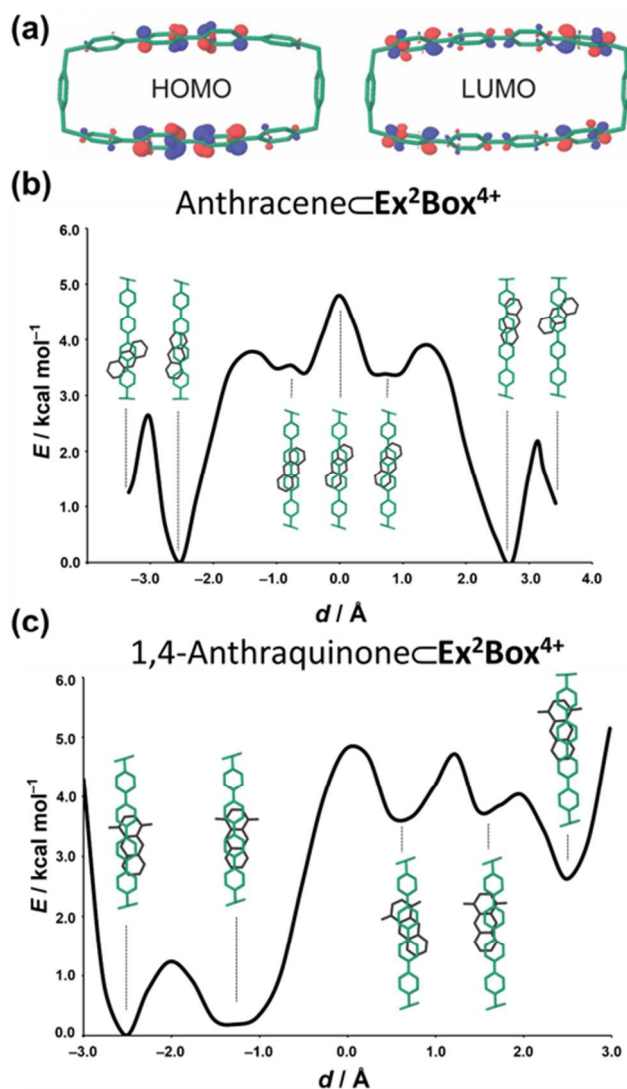 (a)
HOMO
LUMO
(b)
Anthracene⊂Ex²Box⁴⁺
E / kcal mol⁻¹
6.0
5.0
4.0
3.0
2.0
1.0
0.0
−3.0 −2.0 −1.0 0.0 1.0 2.0 3.0 4.0
d / Å
(c)
1,4-Anthraquinone⊂Ex²Box⁴⁺
E / kcal mol⁻¹
6.0
5.0
4.0
3.0
2.0
1.0
0.0
−3.0 −2.0 −1.0 0.0 1.0 2.0 3.0
d / Å